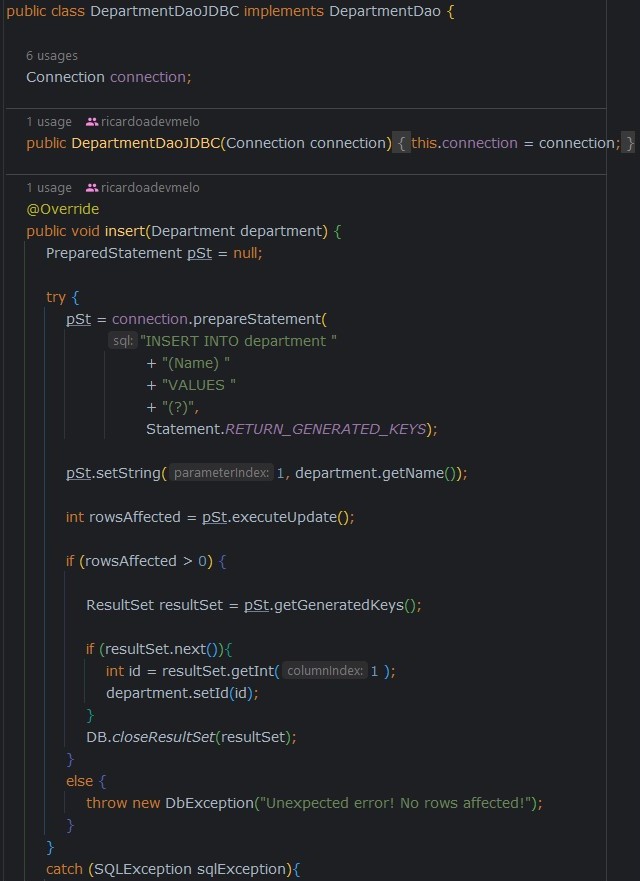 public class DepartmentDaoJDBC implements DepartmentDao {
6 usages
Connection connection;
1 usage ricardoadevmelo
public DepartmentDaoJDBC(Connection connection) { this.connection = connection; }
1 usage ricardoadevmelo
@Override
public void insert(Department department) {
PreparedStatement pSt = null;
try {
pSt = connection.prepareStatement(
sql: "INSERT INTO department "
+ "(Name) "
+ "VALUES "
+ "(?)",
Statement.RETURN_GENERATED_KEYS);
pSt.setString( parameterIndex: 1, department.getName());
int rowsAffected = pSt.executeUpdate();
if (rowsAffected > 0) {
ResultSet resultSet = pSt.getGeneratedKeys();
if (resultSet.next()){
int id = resultSet.getInt( columnIndex: 1 );
department.setId(id);
}
DB.closeResultSet(resultSet);
}
else {
throw new DbException("Unexpected error! No rows affected!");
}
}
catch (SQLException sqlException){